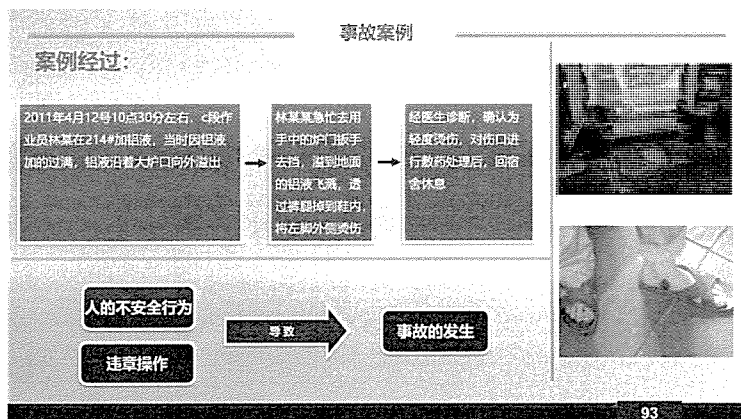 事故案例
案例经过：
2011年4月12号10点30分左右，c段作
业员林某在214#加铝液，当时因铝液
加的过满，铝液沿着大炉口向外溢出
林某某急忙去用
手中的炉门扳手
去挡，溢到地面
的铝液飞溅，透
过裤腿掉到鞋内，
将左脚外侧烫伤
经医生诊断，确认为
轻度烫伤，对伤口进
行敷药处理后，回宿
舍休息
人的不安全行为
违章操作
导致
事故的发生
93